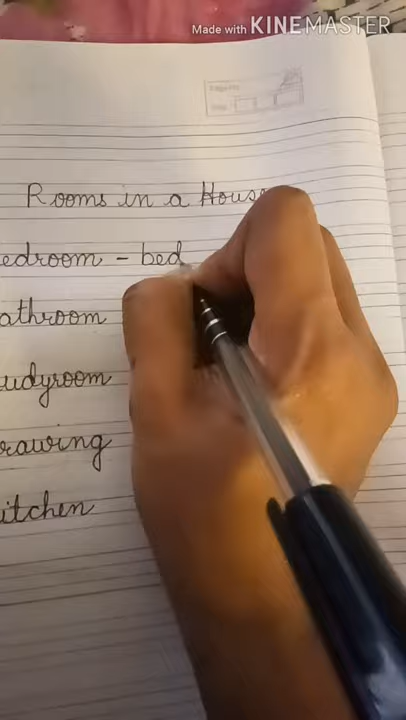 Made with KINEMASTER
Rooms in a House
edroom - bed
athroom
udyroom
rawing
itchen